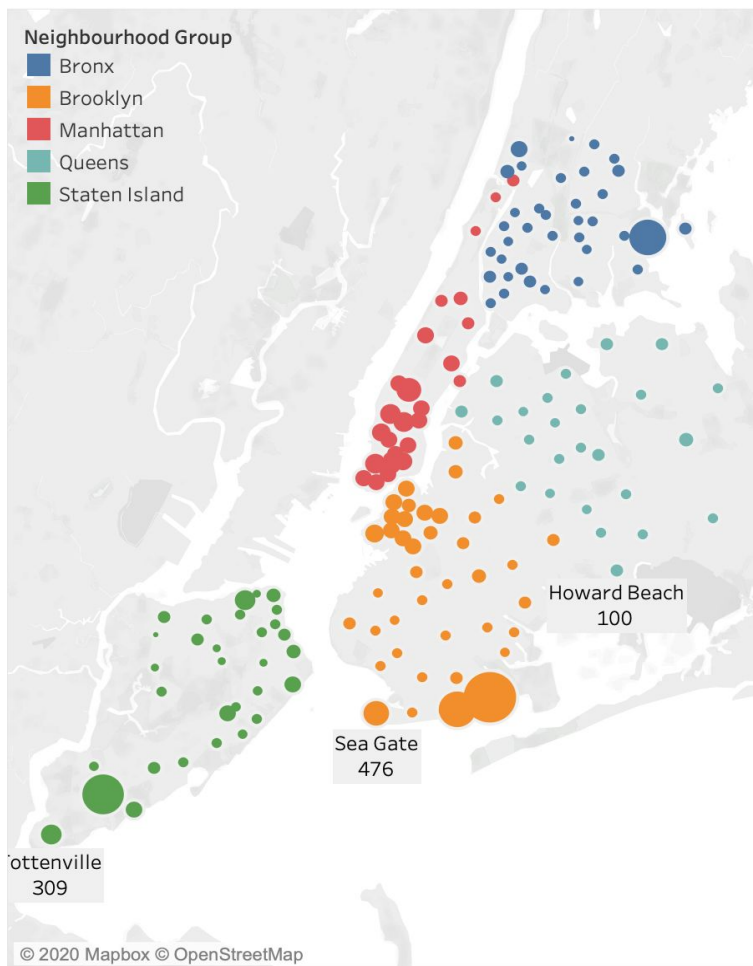 Neighbourhood Group
Bronx
Brooklyn
Manhattan
Queens
Staten Island
Howard Beach
100
Sea Gate
476
ottenville
309
© 2020 Mapbox © OpenStreetMap